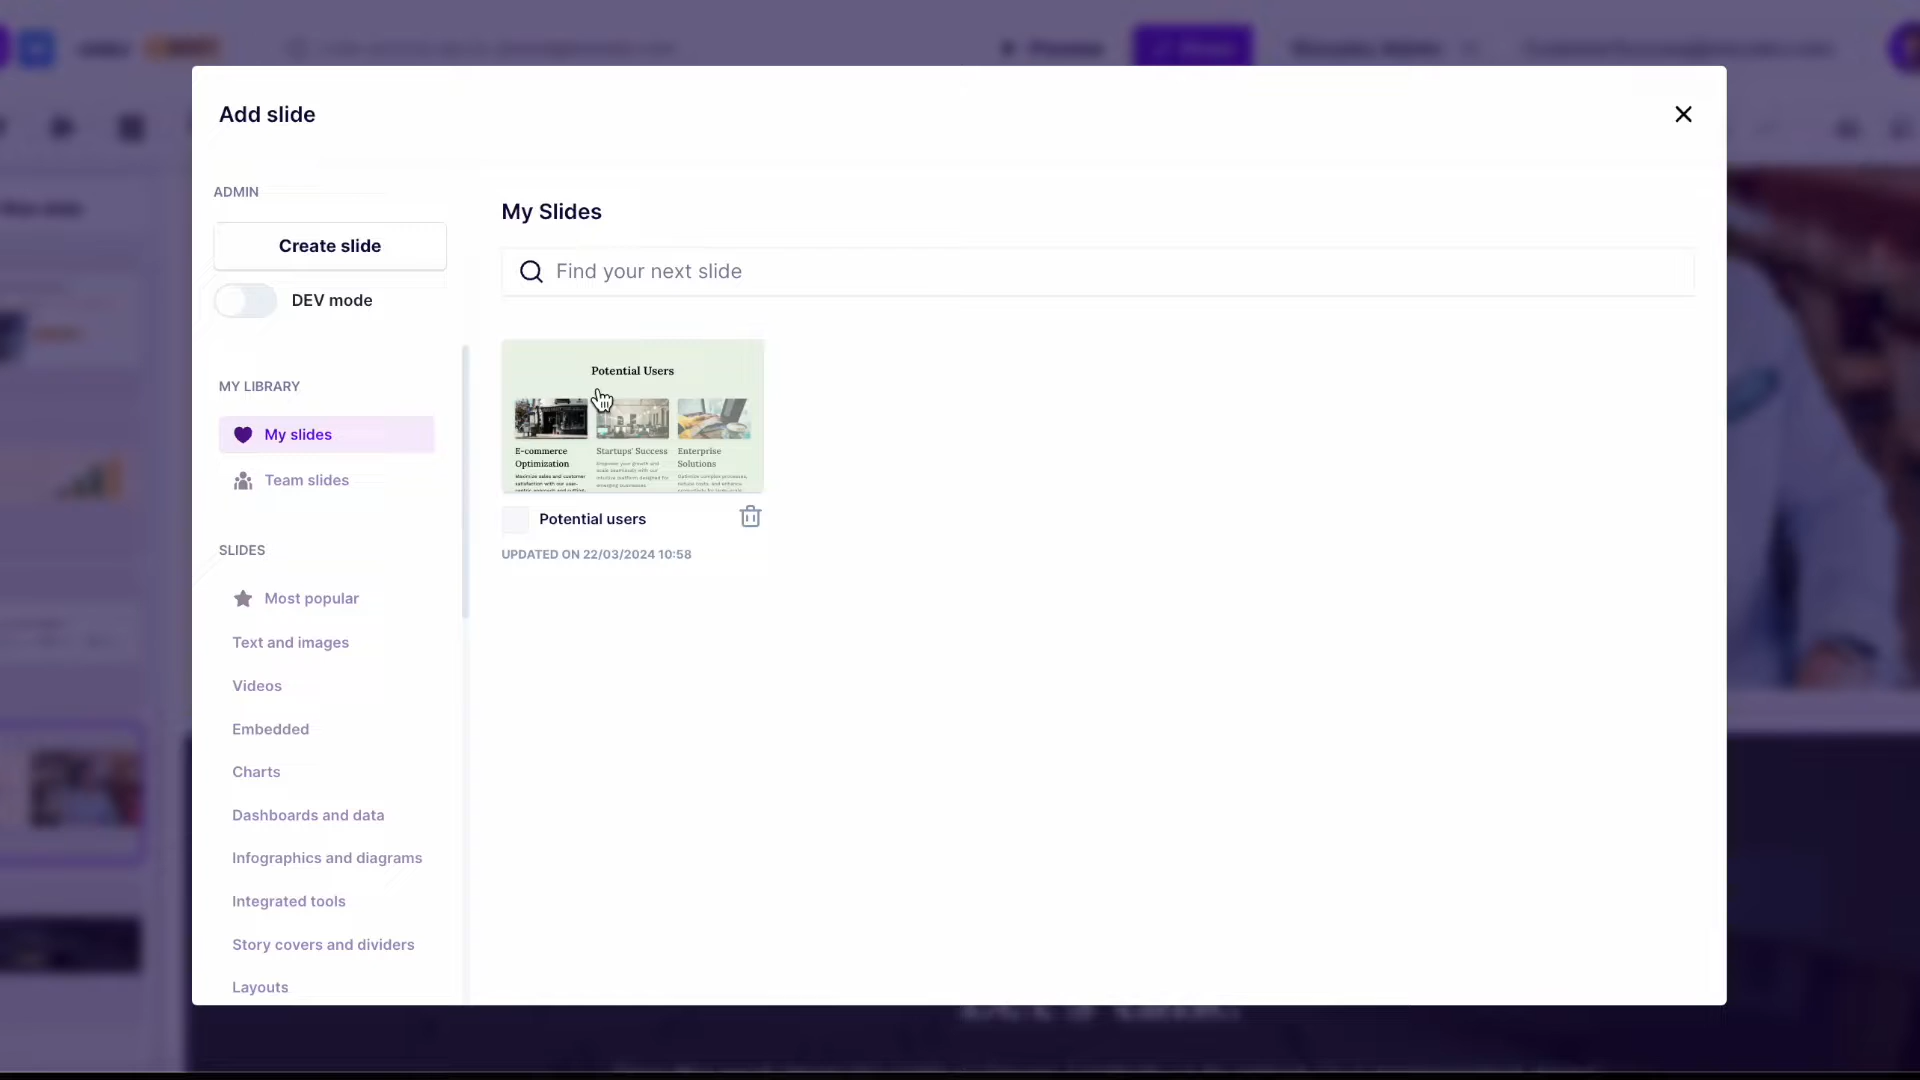 Add slide
ADMIN
Create slide
DEV mode
MY LIBRARY
My slides
Team slides
SLIDES
Most popular
Text and images
Videos
Embedded
Charts
Dashboards and data
Infographics and diagrams
Integrated tools
Story covers and dividers
Layouts
My Slides
Find your next slide
Potential Users
E-commerce
Optimization
Startups' Success
Enterprise
Solutions
Potential users
UPDATED ON 22/03/2024 10:58